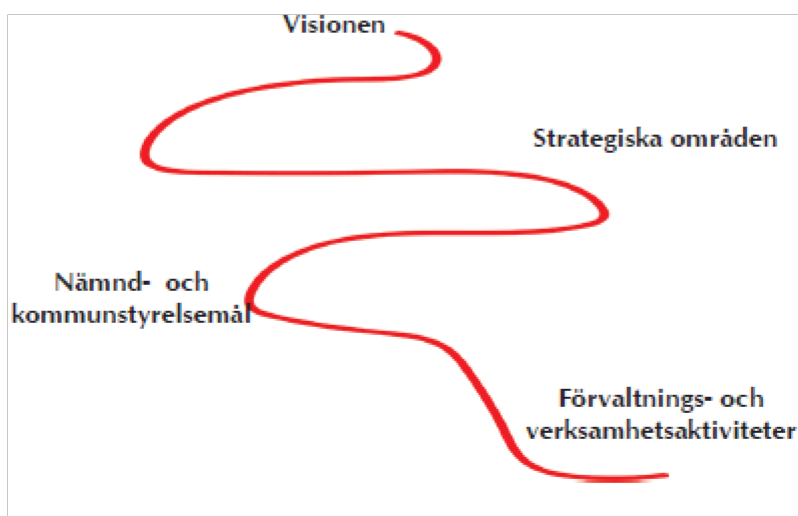 Visionen
Strategiska områden
Nämnd- och
kommunstyrelsemål
Förvaltnings- och
verksamhetsaktiviteter